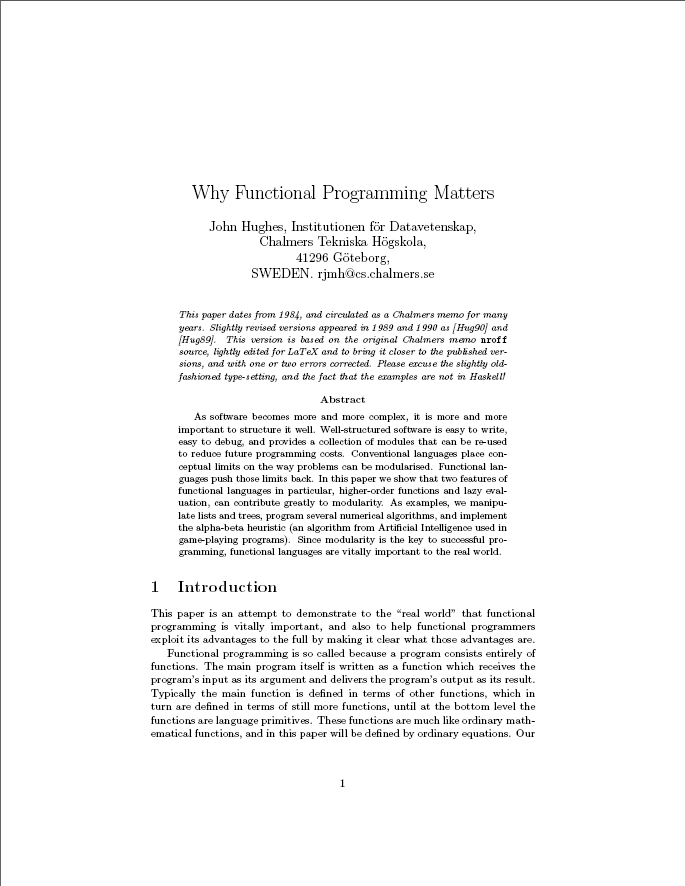 Why Functional Programming Matters
John Hughes, Institutionen för Datavetenskap,
Chalmers Tekniska Högskola,
41296 Göteborg,
SWEDEN. rjmh@cs.chalmers.se
This paper dates from 1984, and circulated as a Chalmers memo for many
years. Slightly revised versions appeared in 1989 and 1990 as [Hug90] and
[Hug89]. This version is based on the original Chalmers memo nroff
source, lightly edited for LaTeX and to bring it closer to the published ver-
sions, and with one or two errors corrected. Please excuse the slightly old-
fashioned type-setting, and the fact that the examples are not in Haskell!
Abstract
As software becomes more and more complex, it is more and more
important to structure it well. Well-structured software is easy to write,
easy to debug, and provides a collection of modules that can be re-used
to reduce future programming costs. Conventional languages place con-
ceptual limits on the way problems can be modularised. Functional lan-
guages push those limits back. In this paper we show that two features of
functional languages in particular, higher-order functions and lazy eval-
uation, can contribute greatly to modularity. As examples, we manipu-
late lists and trees, program several numerical algorithms, and implement
the alpha-beta heuristic (an algorithm from Artificial Intelligence used in
game-playing programs). Since modularity is the key to successful pro-
gramming, functional languages are vitally important to the real world.
1 Introduction
This paper is an attempt to demonstrate to the “real world” that functional
programming is vitally important, and also to help functional programmers
exploit its advantages to the full by making it clear what those advantages are.
Functional programming is so called because a program consists entirely of
functions. The main program itself is written as a function which receives the
program's input as its argument and delivers the program's output as its result.
Typically the main function is defined in terms of other functions, which in
turn are defined in terms of still more functions, until at the bottom level the
functions are language primitives. These functions are much like ordinary math-
ematical functions, and in this paper will be defined by ordinary equations. Our
1